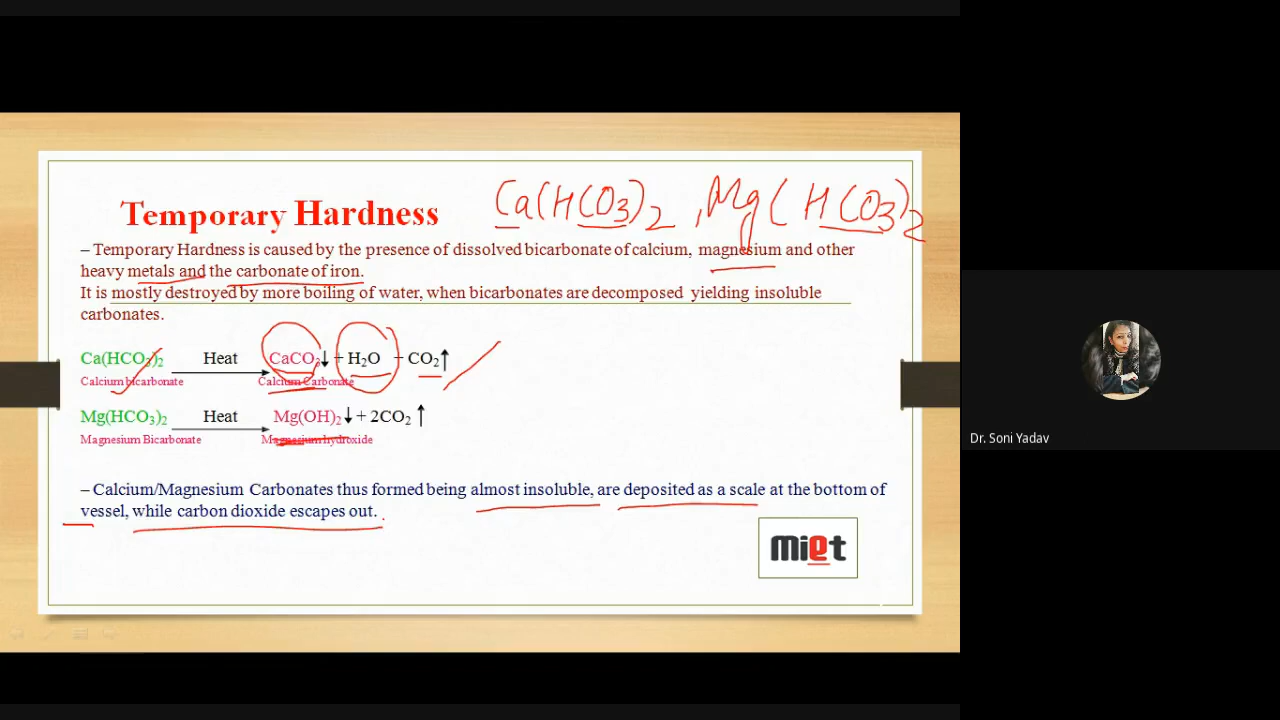 Temporary Hardness
Ca(HCO3)2 , Mg(HCO3)2
– Temporary Hardness is caused by the presence of dissolved bicarbonate of calcium, magnesium and other
heavy metals and the carbonate of iron.
It is mostly destroyed by more boiling of water, when bicarbonates are decomposed yielding insoluble
carbonates.
Ca(HCO₃)₂ Heat CaCO₃↓ + H₂O + CO₂↑
Calcium bicarbonate Calcium Carbonate
Mg(HCO₃)₂ Heat Mg(OH)₂↓ + 2CO₂ ↑
Magnesium Bicarbonate Magnesium hydroxide
– Calcium/Magnesium Carbonates thus formed being almost insoluble, are deposited as a scale at the bottom of
vessel, while carbon dioxide escapes out.
miet
Dr. Soni Yadav